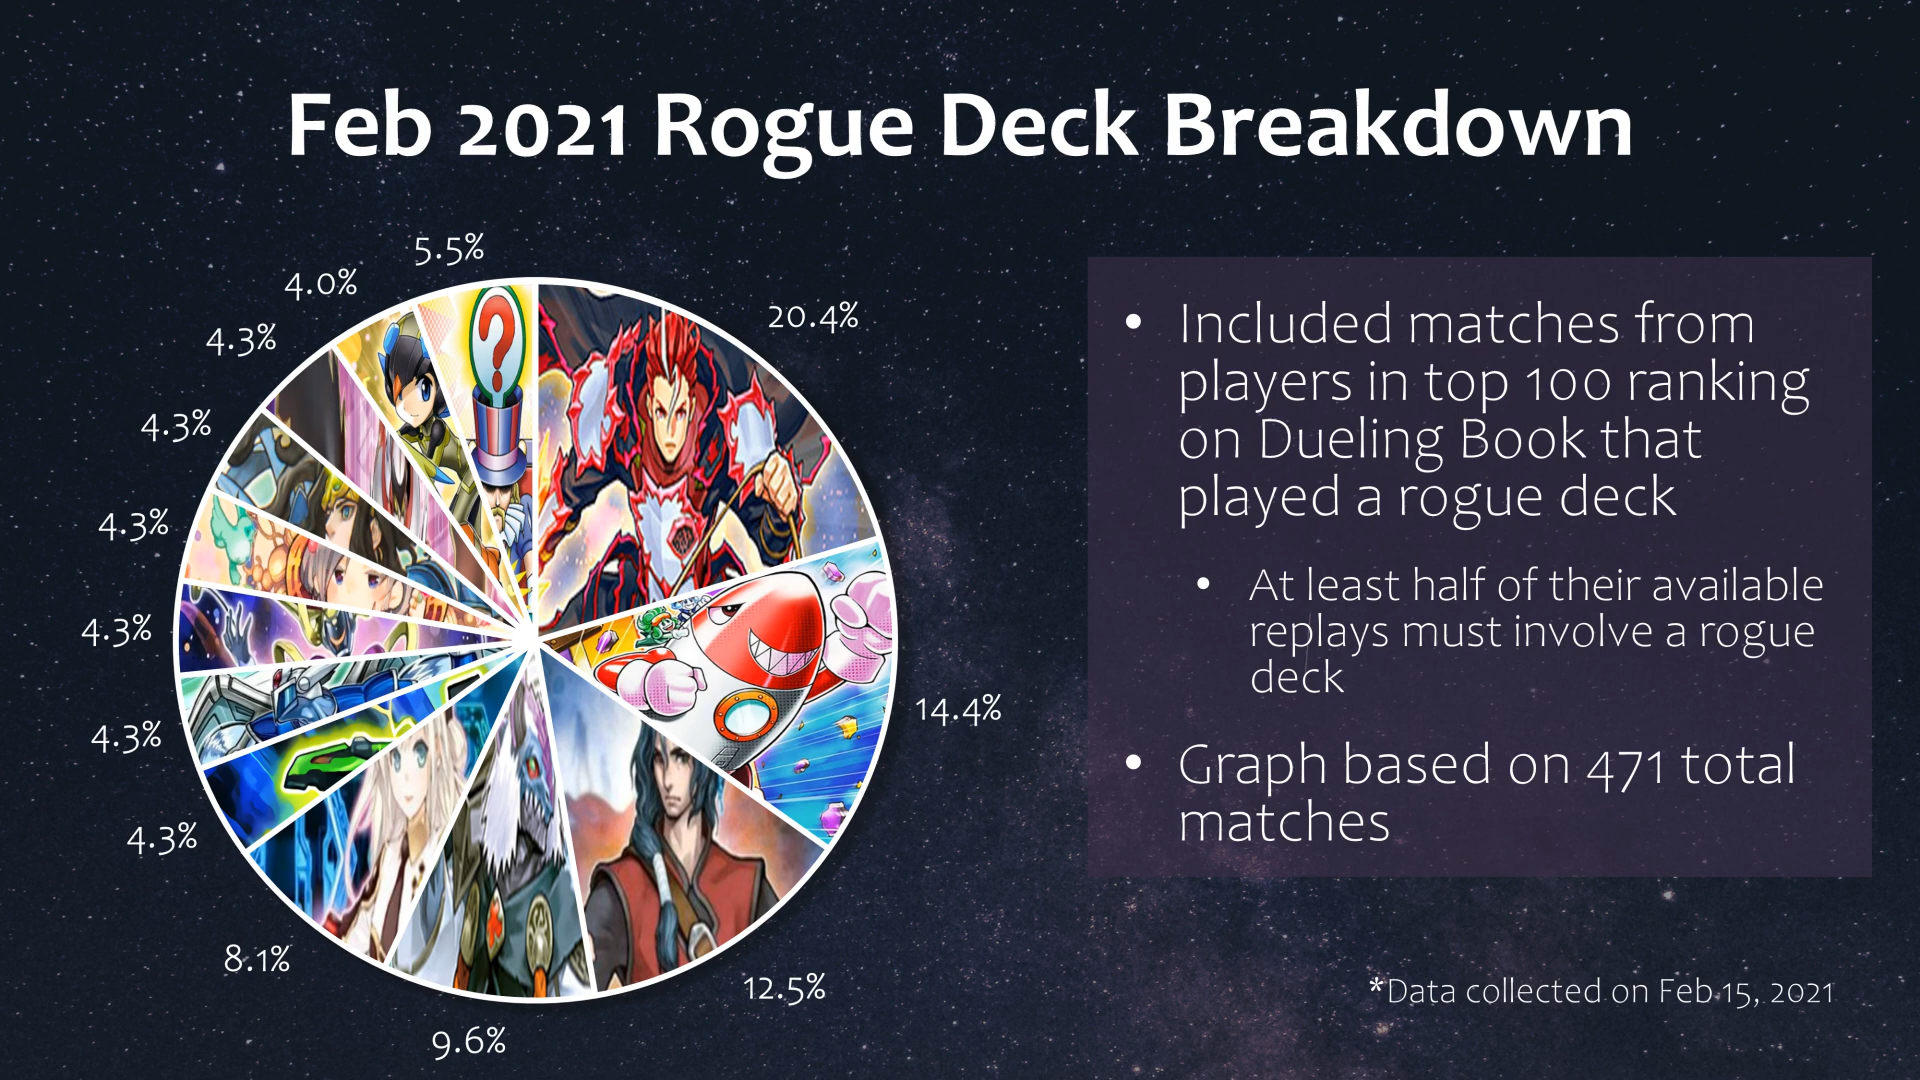 Feb 2021 Rogue Deck Breakdown
5.5%
4.0%
20.4%
4.3%
4.3%
4.3%
4.3%
14.4%
4.3%
4.3%
8.1%
12.5%
9.6%
?
• Included matches from
players in top 100 ranking
on Dueling Book that
played a rogue deck
• At least half of their available
replays must involve a rogue
deck
• Graph based on 471 total
matches
*Data collected on Feb 15, 2021